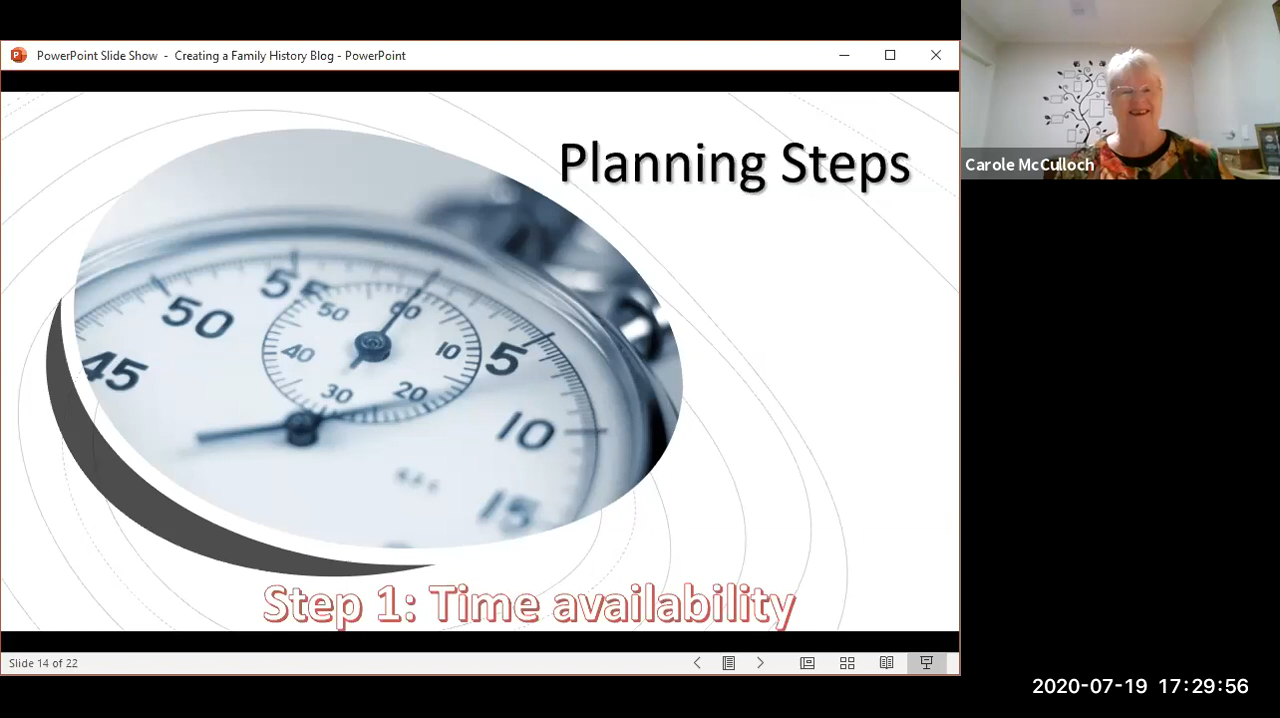 PowerPoint Slide Show - Creating a Family History Blog - PowerPoint
Planning Steps
55
50
45
5
10
15
50
60
40
10
30
20
Step 1: Time availability
Slide 14 of 22
Carole McCulloch
2020-07-19 17:29:56